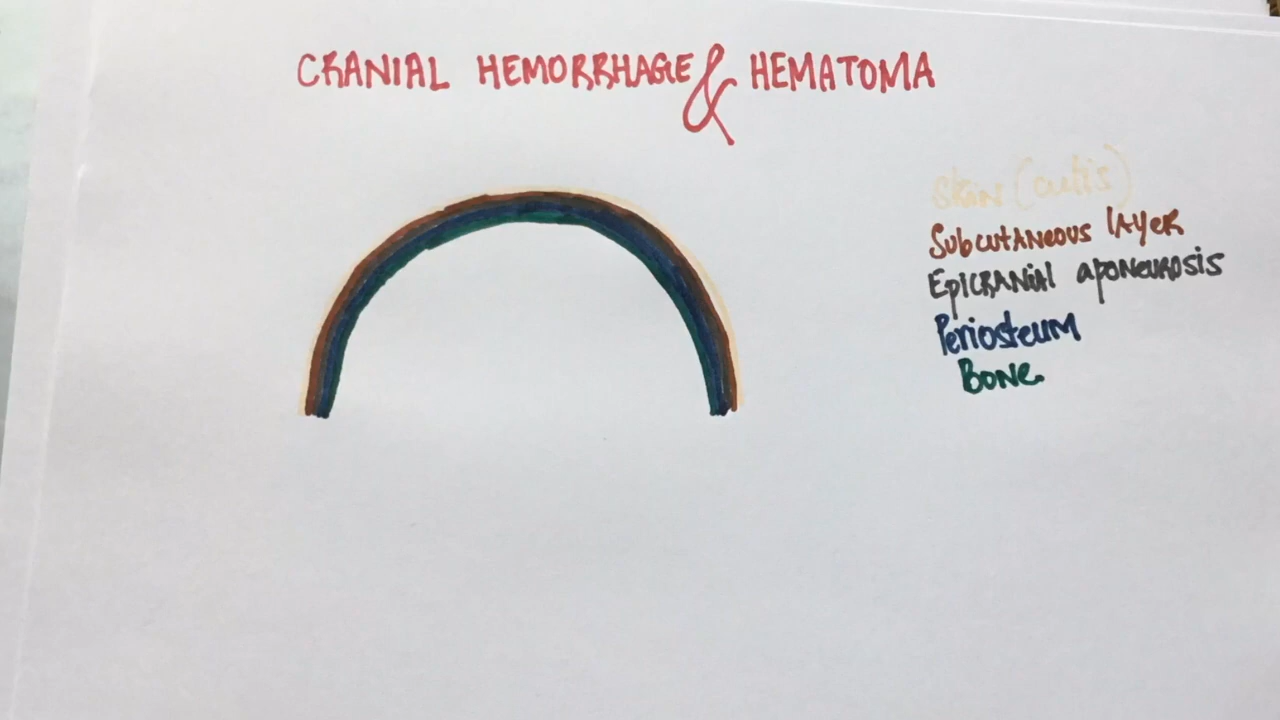 CRANIAL HEMORRHAGE & HEMATOMA
Skin (cutis)
Subcutaneous layer
Epicranial aponeurosis
Periosteum
Bone